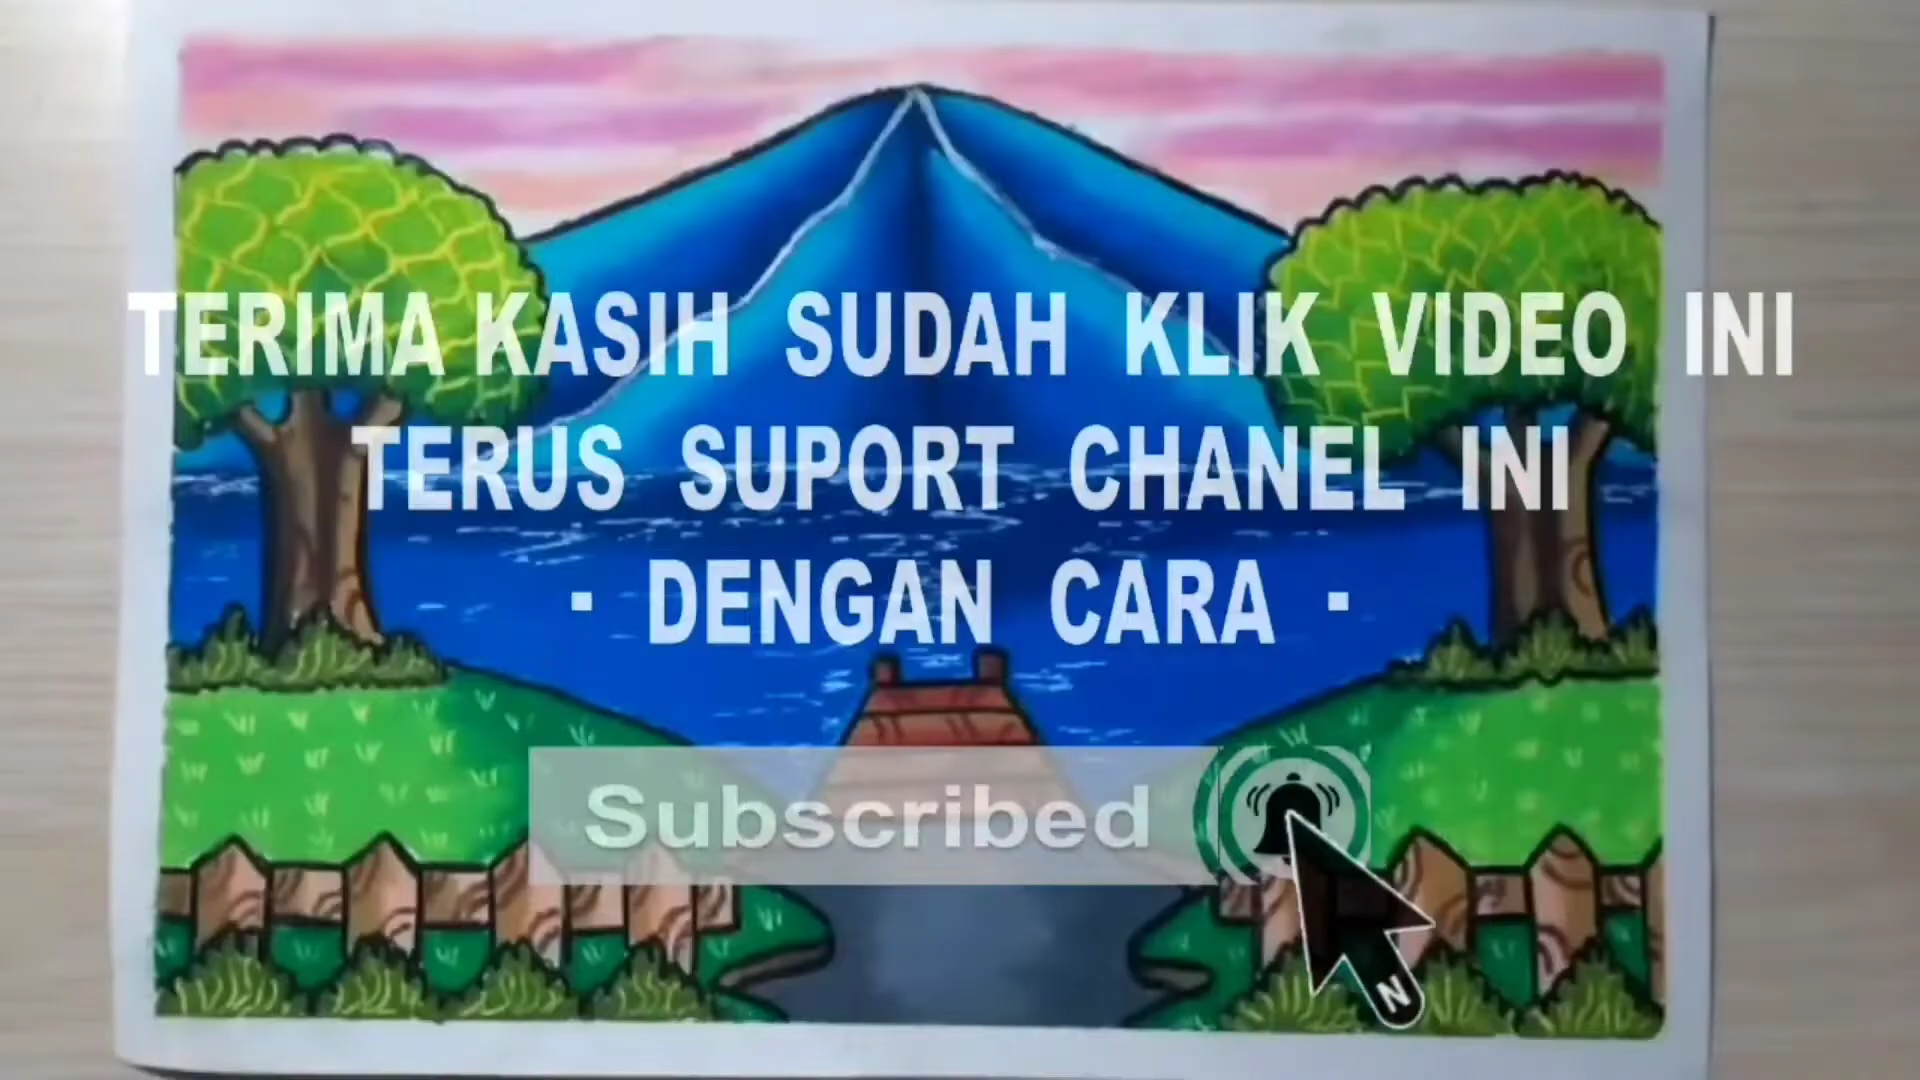 TERIMA KASIH SUDAH KLIK VIDEO INI
TERUS SUPORT CHANEL INI
- DENGAN CARA -
Subscribed
N